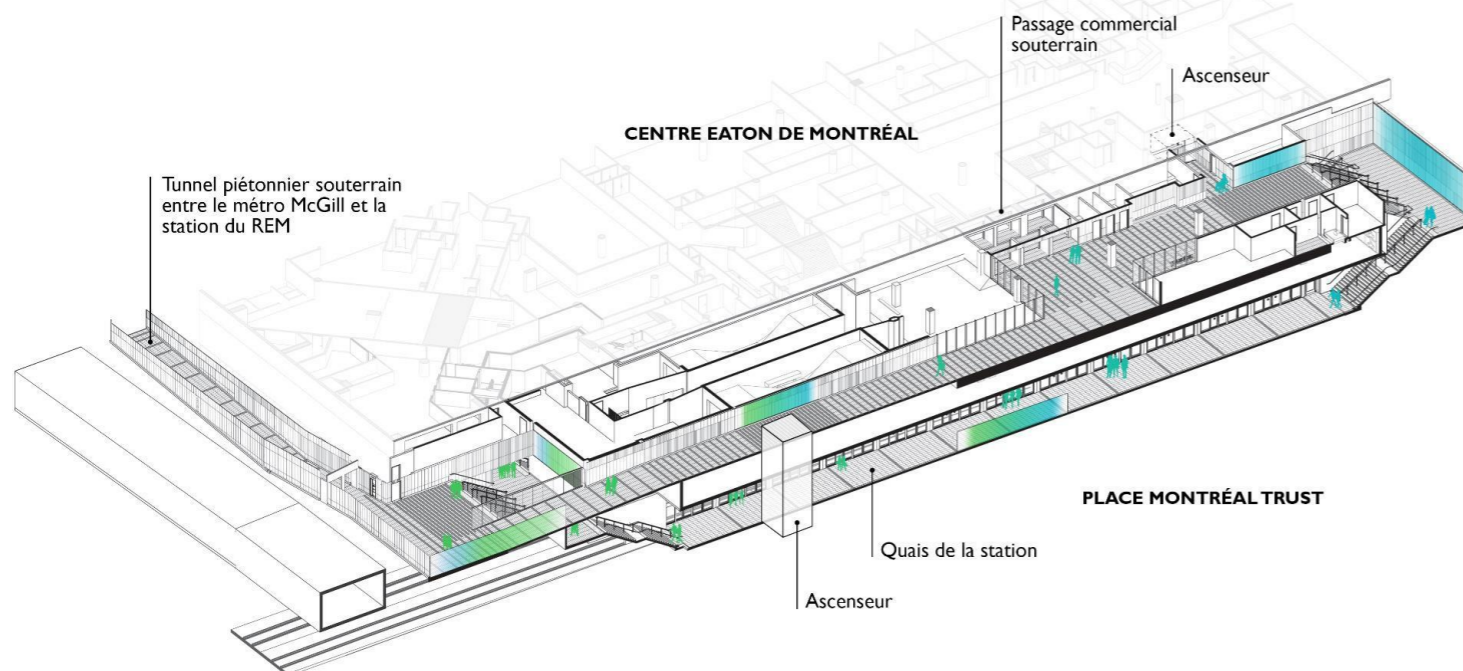 Passage commercial
souterrain
Ascenseur
CENTRE EATON DE MONTRÉAL
Tunnel piétonnier souterrain
entre le métro McGill et la
station du REM
PLACE MONTRÉAL TRUST
Quais de la station
Ascenseur